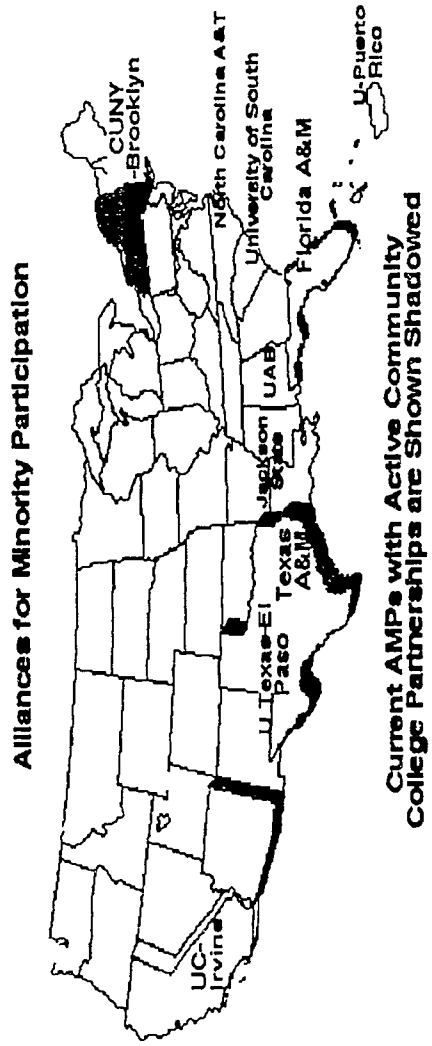 Alliances for Minority Participation
CUNY
-Brooklyn
North Carolina A&T
University of South
Carolina
Florida A&M
U-Puerto
Rico
UAB
Jackson
State
Texas
A&M
U Texas-El
Paso
UC-
Irvine
Current AMPs with Active Community
College Partnerships are Shown Shadowed